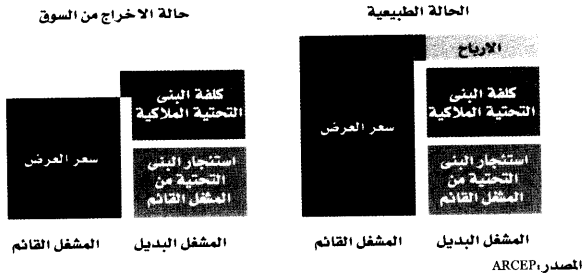 الحالة الطبيعية
حالة الاخراج من السوق
الارباح
كلفة البنى
التحتية الملاكية
سعر العرض
استئجار البنى
التحتية من
المشغل القائم
المشغل البديل
المشغل القائم
كلفة البنى
التحتية الملاكية
سعر العرض
استئجار البنى
التحتية من
المشغل القائم
المشغل البديل
المشغل القائم
المصدر:ARCEP